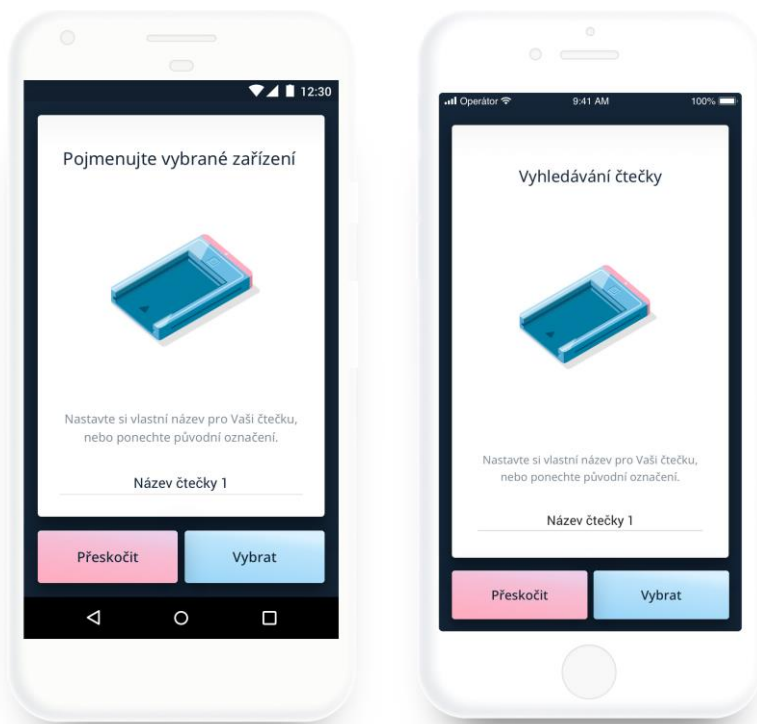 12:30
Pojmenujte vybrané zařízení
Nastavte si vlastní název pro Vaši čtečku,
nebo ponechte původní označení.
Název čtečky 1
Přeskočit
Vybrat
Operátor
9:41 AM
100%
Vyhledávání čtečky
Nastavte si vlastní název pro Vaši čtečku,
nebo ponechte původní označení.
Název čtečky 1
Přeskočit
Vybrat